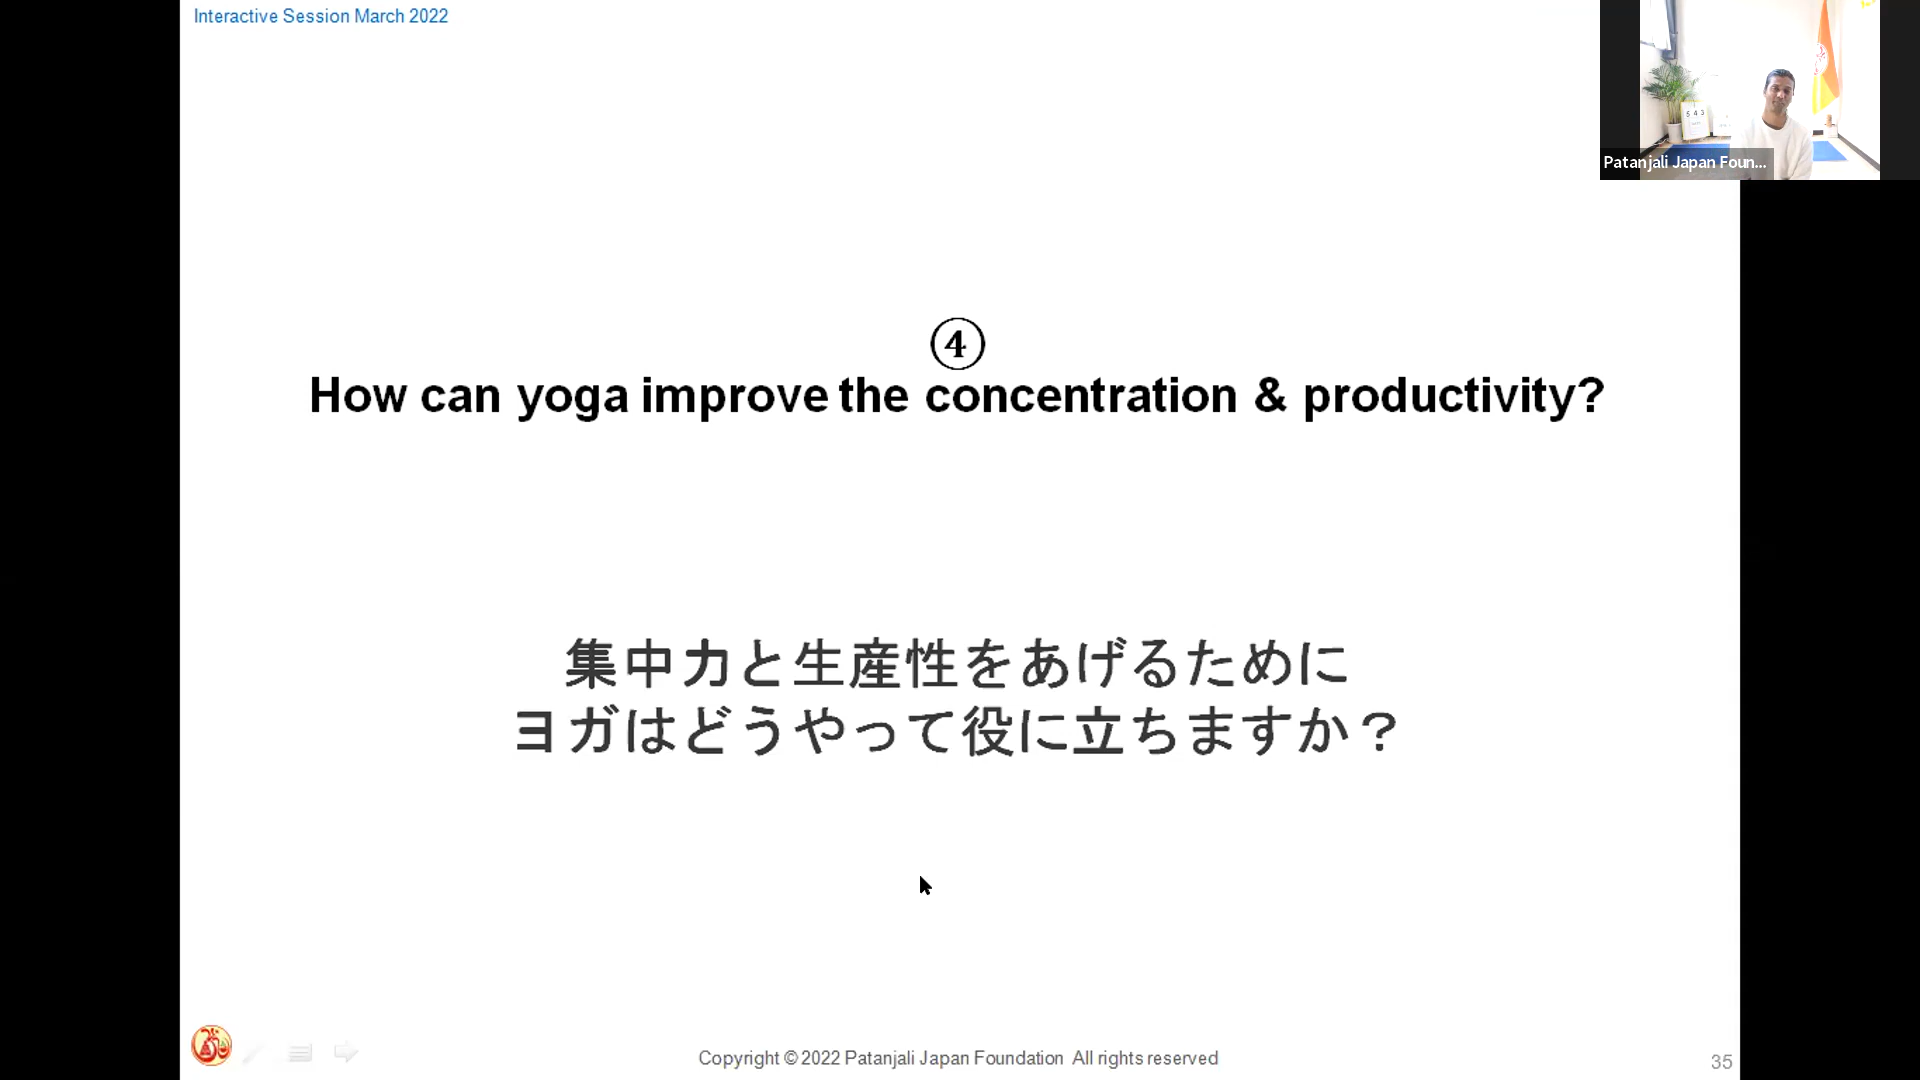 Interactive Session March 2022
Patanjali Japan Foun...
④
How can yoga improve the concentration & productivity?
集中力と生産性をあげるために
ヨガはどうやって役に立ちますか？
Copyright © 2022 Patanjali Japan Foundation All rights reserved
35